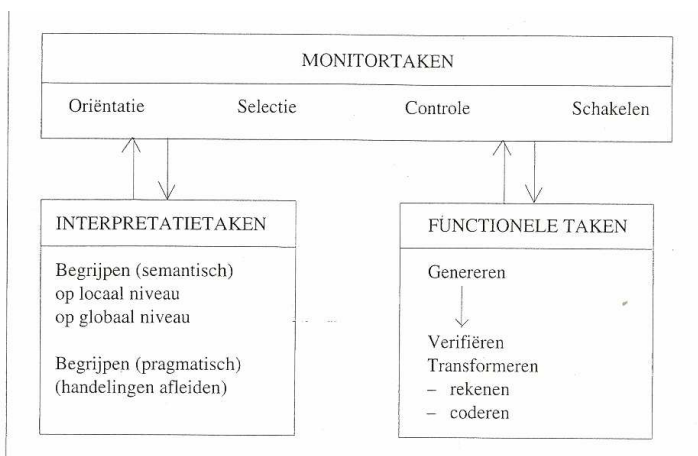 MONITORTAKEN
Oriëntatie Selectie Controle Schakelen
INTERPRETATIETAKEN
Begrijpen (semantisch)
op locaal niveau
op globaal niveau
Begrijpen (pragmatisch)
(handelingen afleiden)
FUNCTIONELE TAKEN
Genereren
Verifiëren
Transformeren
– rekenen
– coderen